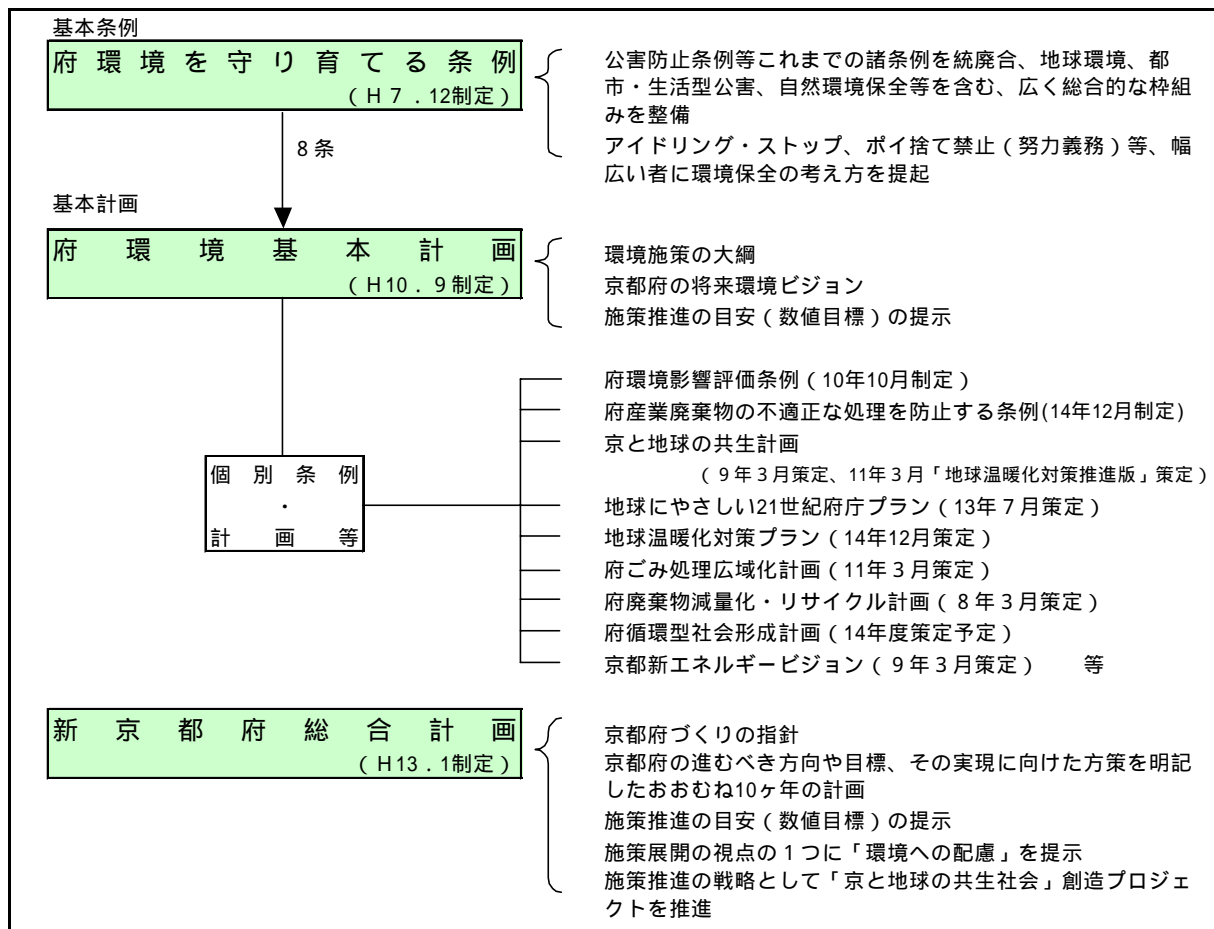 基本条例
府環境を守り育てる条例
(H7.12制定)
公害防止条例等これまでの諸条例を統廃合、地球環境、都
市・生活型公害、自然環境保全等を含む、広く総合的な枠組
みを整備
アイドリング・ストップ、ポイ捨て禁止(努力義務)等、幅
広い者に環境保全の考え方を提起
8条
基本計画
府環境基本計画
(H10.9制定)
環境施策の大綱
京都府の将来環境ビジョン
施策推進の目安(数値目標)の提示
個別条例
・
計画等
府環境影響評価条例(10年10月制定)
府産業廃棄物の不適正な処理を防止する条例(14年12月制定)
京と地球の共生計画
(9年3月策定、11年3月「地球温暖化対策推進版」策定)
地球にやさしい21世紀府庁プラン(13年7月策定)
地球温暖化対策プラン(14年12月策定)
府ごみ処理広域化計画(11年3月策定)
府廃棄物減量化・リサイクル計画(8年3月策定)
府循環型社会形成計画(14年度策定予定)
京都新エネルギービジョン(9年3月策定) 等
新京都府総合計画
(H13.1制定)
京都府づくりの指針
京都府の進むべき方向や目標、その実現に向けた方策を明記
したおおむね10ヶ年の計画
施策推進の目安(数値目標)の提示
施策展開の視点の1つに「環境への配慮」を提示
施策推進の戦略として「京と地球の共生社会」創造プロジェ
クトを推進